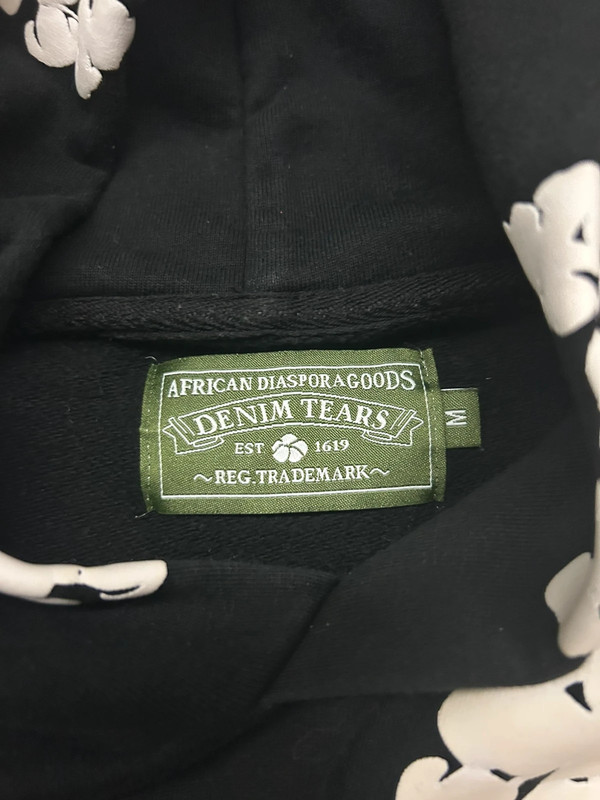 AFRICAN DIASPORA GOODS
DENIM TEARS
EST 1619
~REG.TRADEMARK~
M